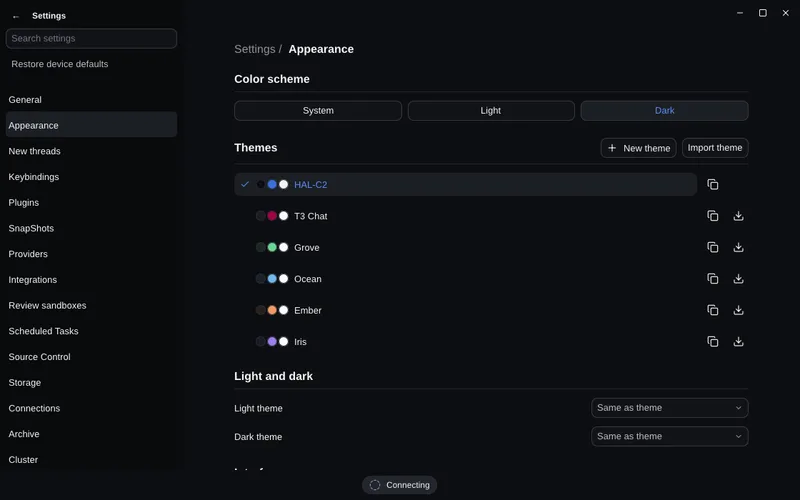 Settings
Search settings
Restore device defaults
General
Appearance
New threads
Keybindings
Plugins
SnapShots
Providers
Integrations
Review sandboxes
Scheduled Tasks
Source Control
Storage
Connections
Archive
Cluster
Settings / Appearance
Color scheme
System Light Dark
Themes
New theme Import theme
HAL-C2
T3 Chat
Grove
Ocean
Ember
Iris
Light and dark
Light theme Same as theme
Dark theme Same as theme
Connecting